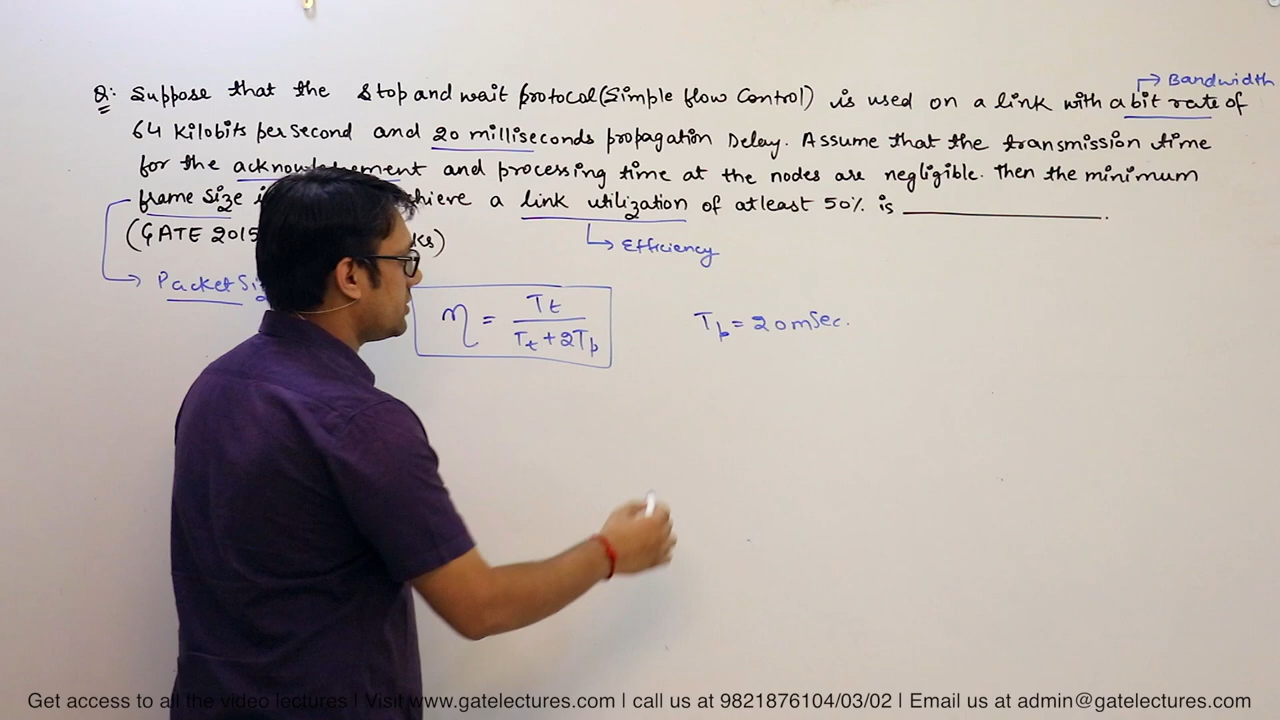 Bandwidth
Q: Suppose that the Stop and wait protocol (Simple flow Control) is used on a link with a bit rate of
64 Kilobits per Second and 20 milliseconds propagation Delay. Assume that the transmission time
for the acknowledgement and processing time at the nodes are negligible. Then the minimum
frame Size hieve a link utilization of atleast 50% is ____________.
(GATE 2015 ks)
Efficiency
Packet Si
η = Tt / Tt + 2Tp
Tp = 20 mSec.
Get access to all the video lectures | Visit www.gatelectures.com | call us at 9821876104/03/02 | Email us at admin@gatelectures.com